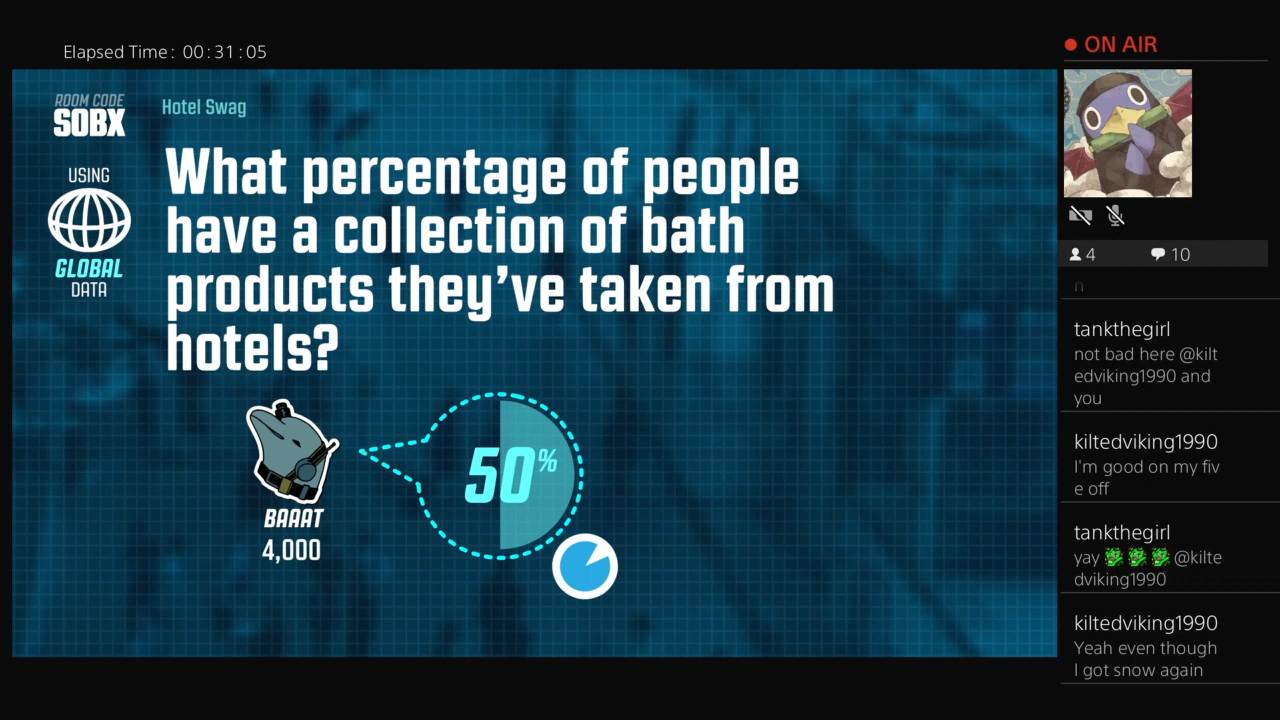 Elapsed Time: 00:31:05
ON AIR
ROOM CODE
SOBX
Hotel Swag
USING
GLOBAL
DATA
What percentage of people
have a collection of bath
products they've taken from
hotels?
50%
BAAAT
4,000
4
10
n
tankthegirl
not bad here @kilt
edviking1990 and
you
kiltedviking1990
I'm good on my fiv
e off
tankthegirl
yay @kilte
dviking1990
kiltedviking1990
Yeah even though
I got snow again